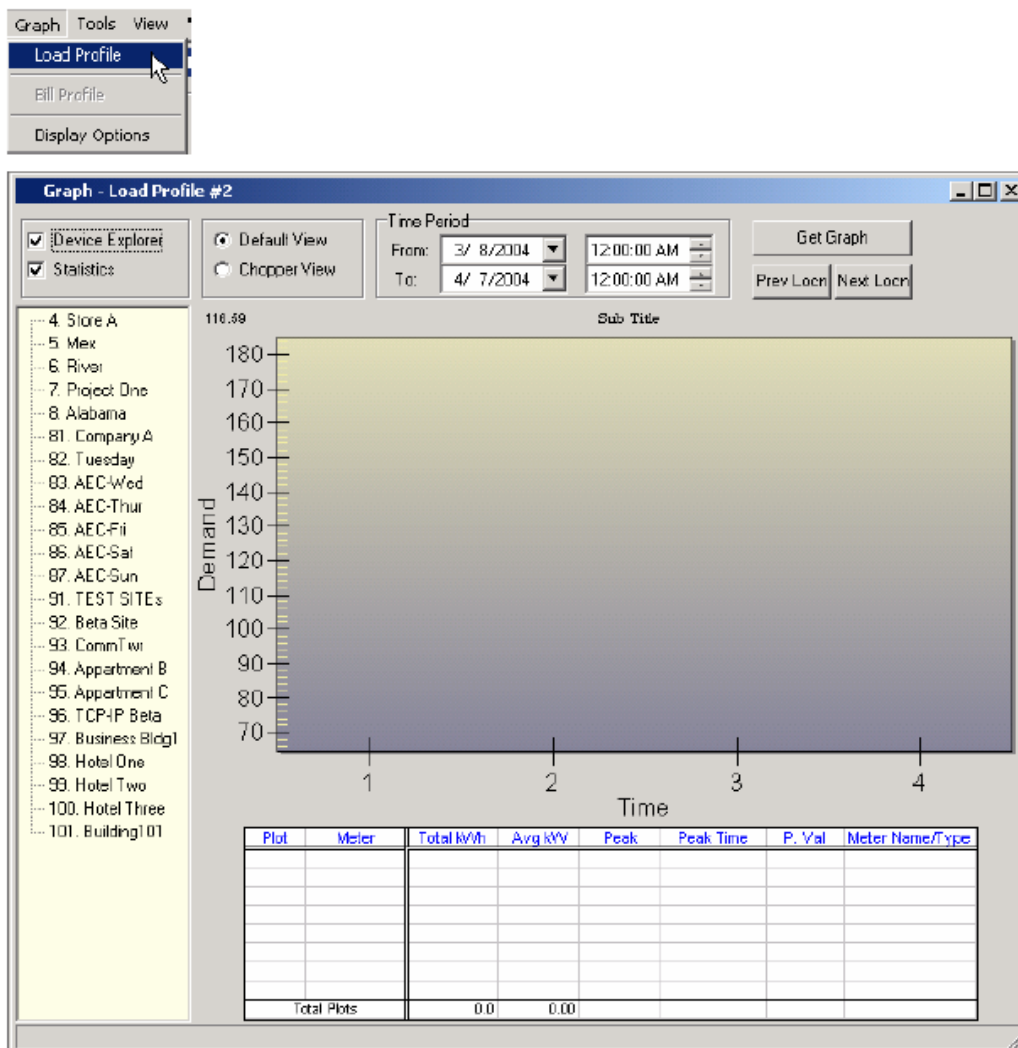 Graph Tools View
Load Profile
Bill Profile
Display Options
Graph - Load Profile #2
Device Explorer
Statistics
Default View
Chopper View
Time Period
From: 3/ 8/2004 12:00:00 AM
To: 4/ 7/2004 12:00:00 AM
Get Graph
Prev Locn Next Locn
4. Store A
5. Mex
6. River
7. Project One
8. Alabama
81. Company A
82. Tuesday
83. AEC-Wed
84. AEC-Thur
85. AEC-Fri
86. AEC-Sat
87. AEC-Sun
91. TEST SITEs
92. Beta Site
93. CommTwr
94. Appartment B
95. Appartment C
96. TCP-IP Beta
97. Business Bldg1
98. Hotel One
99. Hotel Two
100. Hotel Three
101. Building101
116.59
Sub Title
Demand
180
170
160
150
140
130
120
110
100
90
80
70
1 2 3 4
Time
Plot Meter Total kWh Avg kW Peak Peak Time P. Val Meter Name/Type
Total Plots 0.0 0.00